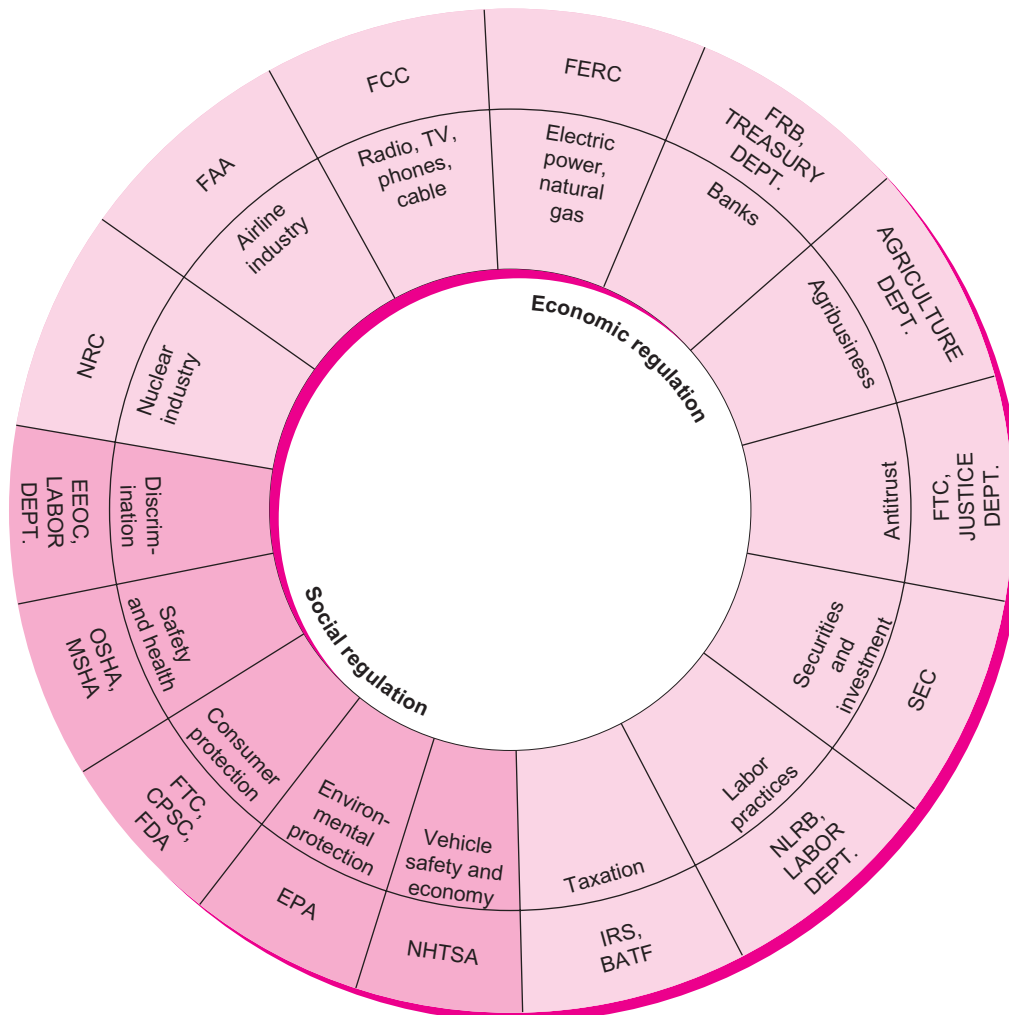 FERC
Electric
power,
natural
gas
FRB,
TREASURY
DEPT.
Banks
AGRICULTURE
DEPT.
Agribusiness
FTC,
JUSTICE
DEPT.
Antitrust
SEC
Securities
and
investment
NLRB,
LABOR
DEPT.
Labor
practices
IRS,
BATF
Taxation
NHTSA
Vehicle
safety and
economy
EPA
Environ-
mental
protection
FTC,
CPSC,
FDA
Consumer
protection
OSHA,
MSHA
Safety
and health
EEOC,
LABOR
DEPT.
Discrim-
ination
NRC
Nuclear
industry
FAA
Airline
industry
FCC
Radio, TV,
phones,
cable
Economic regulation
Social regulation